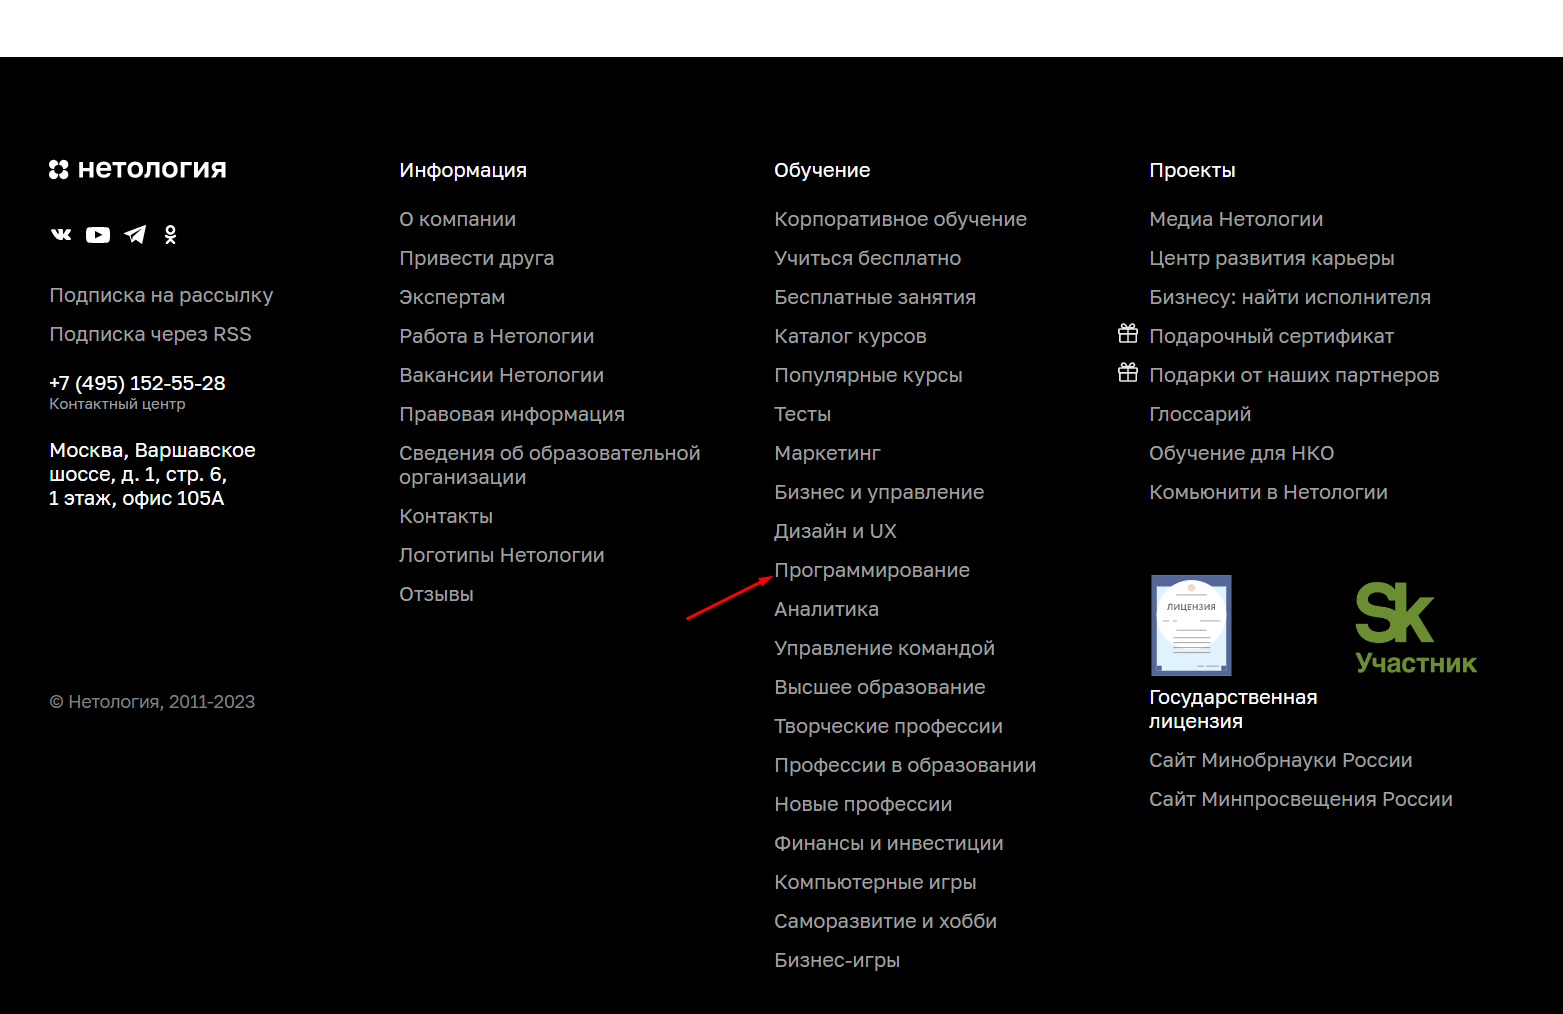 нетология
Подписка на рассылку
Подписка через RSS
+7 (495) 152-55-28
Контактный центр
Москва, Варшавское
шоссе, д. 1, стр. 6,
1 этаж, офис 105А
© Нетология, 2011-2023
Информация
О компании
Привести друга
Экспертам
Работа в Нетологии
Вакансии Нетологии
Правовая информация
Сведения об образовательной
организации
Контакты
Логотипы Нетологии
Отзывы
Обучение
Корпоративное обучение
Учиться бесплатно
Бесплатные занятия
Каталог курсов
Популярные курсы
Тесты
Маркетинг
Бизнес и управление
Дизайн и UX
Программирование
Аналитика
Управление командой
Высшее образование
Творческие профессии
Профессии в образовании
Новые профессии
Финансы и инвестиции
Компьютерные игры
Саморазвитие и хобби
Бизнес-игры
Проекты
Медиа Нетологии
Центр развития карьеры
Бизнесу: найти исполнителя
Подарочный сертификат
Подарки от наших партнеров
Глоссарий
Обучение для НКО
Комьюнити в Нетологии
ЛИЦЕНЗИЯ
Государственная
лицензия
Sk
Участник
Сайт Минобрнауки России
Сайт Минпросвещения России